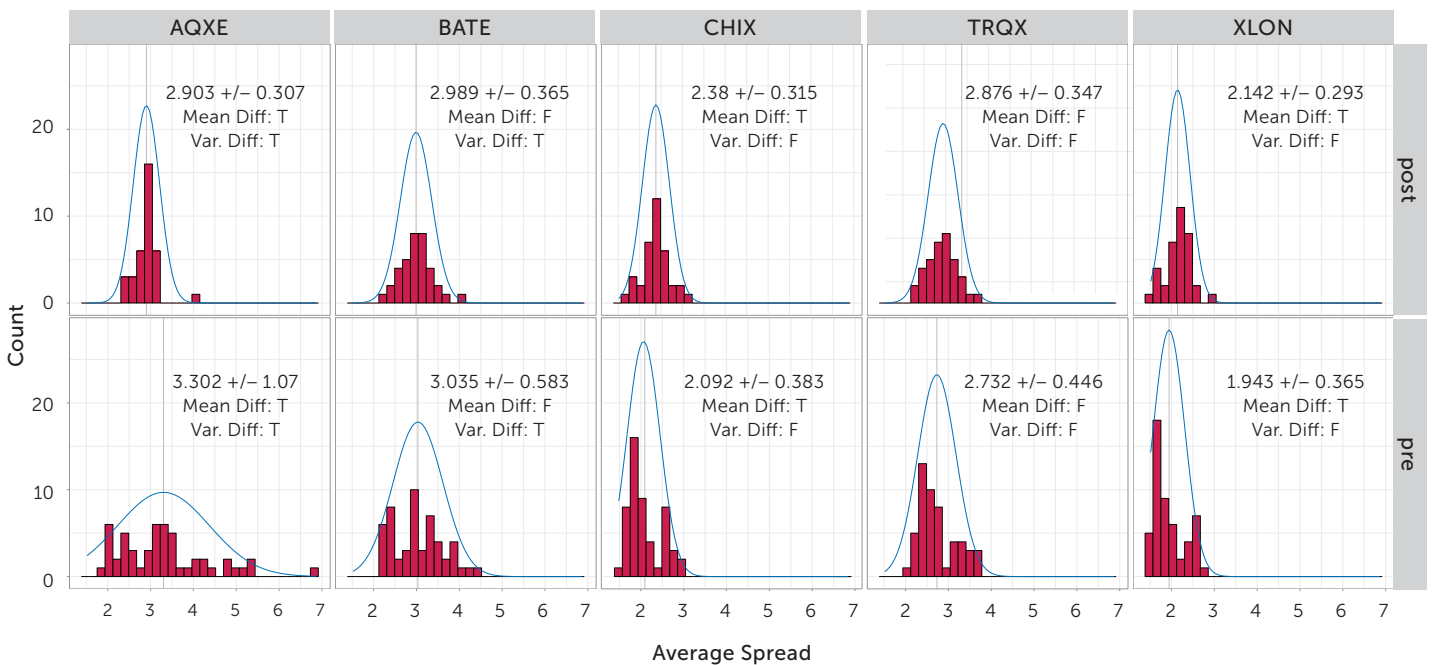 AQXE
BATE
CHIX
TRQX
XLON
2.903 +/– 0.307
Mean Diff: T
Var. Diff: T
2.989 +/– 0.365
Mean Diff: F
Var. Diff: T
2.38 +/– 0.315
Mean Diff: T
Var. Diff: F
2.876 +/– 0.347
Mean Diff: F
Var. Diff: F
2.142 +/– 0.293
Mean Diff: T
Var. Diff: F
post
20
10
0
3.302 +/– 1.07
Mean Diff: T
Var. Diff: T
3.035 +/– 0.583
Mean Diff: F
Var. Diff: T
2.092 +/– 0.383
Mean Diff: T
Var. Diff: F
2.732 +/– 0.446
Mean Diff: F
Var. Diff: F
1.943 +/– 0.365
Mean Diff: T
Var. Diff: F
pre
20
10
0
Count
2 3 4 5 6 7
2 3 4 5 6 7
2 3 4 5 6 7
2 3 4 5 6 7
2 3 4 5 6 7
Average Spread